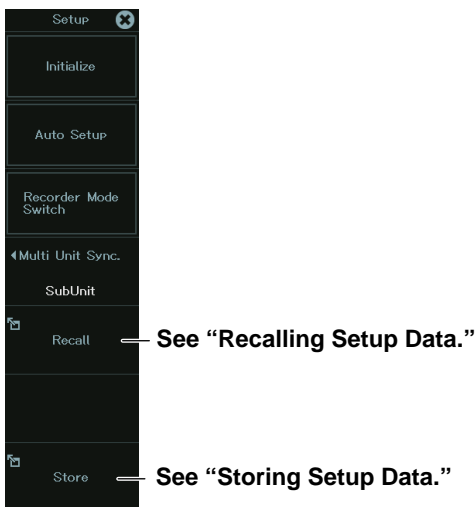 Setup
Initialize
Auto Setup
Recorder Mode
Switch
Multi Unit Sync.
SubUnit
Recall
See “Recalling Setup Data.”
Store
See “Storing Setup Data.”